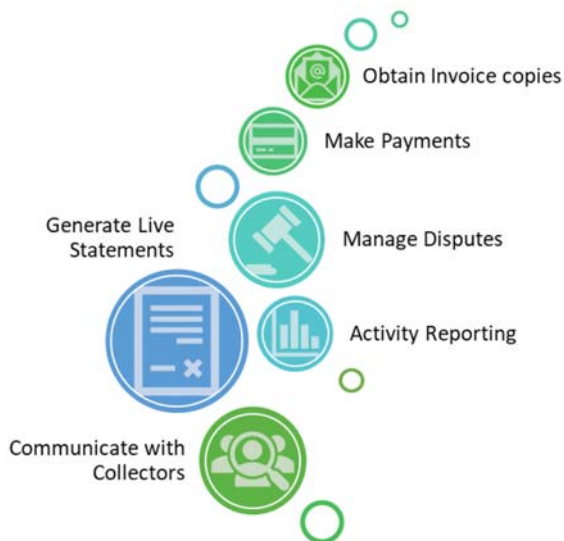 Obtain Invoice copies
Make Payments
Generate Live
Statements
Manage Disputes
Activity Reporting
Communicate with
Collectors